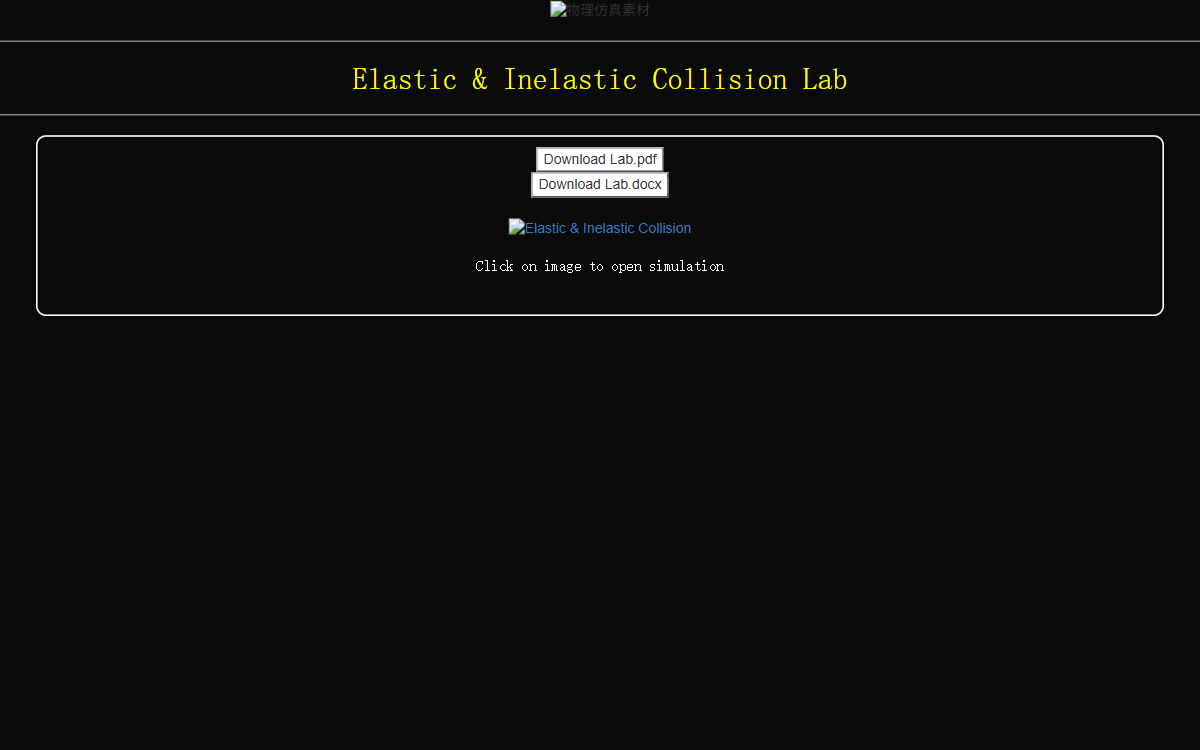 物理仿真素材
Elastic & Inelastic Collision Lab
Download Lab.pdf
Download Lab.docx
Elastic & Inelastic Collision
Click on image to open simulation